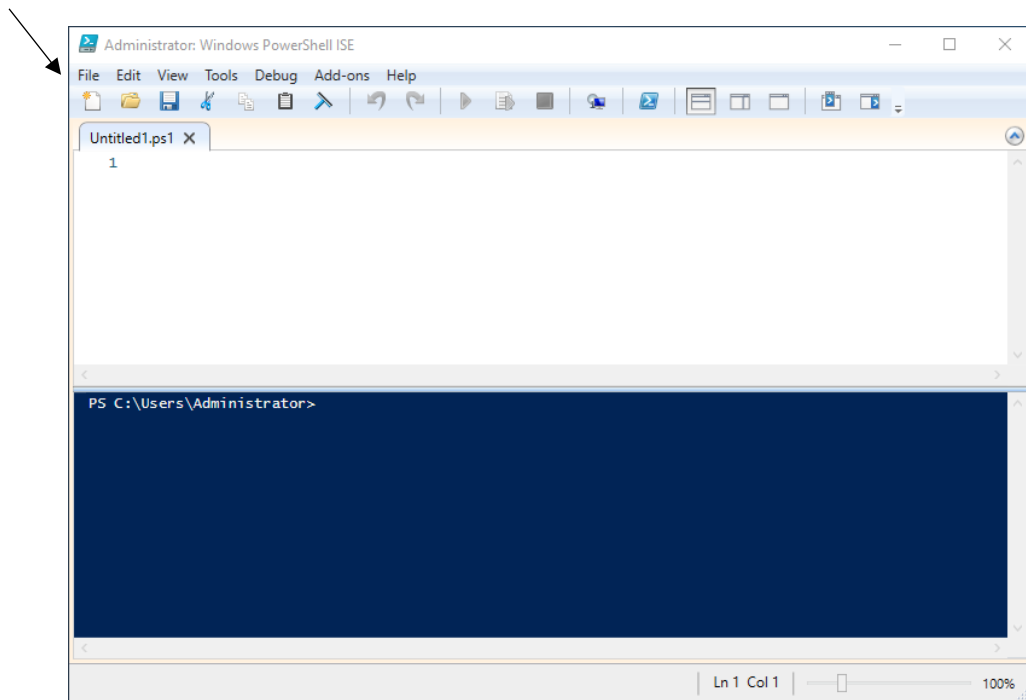 Administrator: Windows PowerShell ISE
File Edit View Tools Debug Add-ons Help
Untitled1.ps1
1
PS C:\Users\Administrator>
Ln 1 Col 1 100%